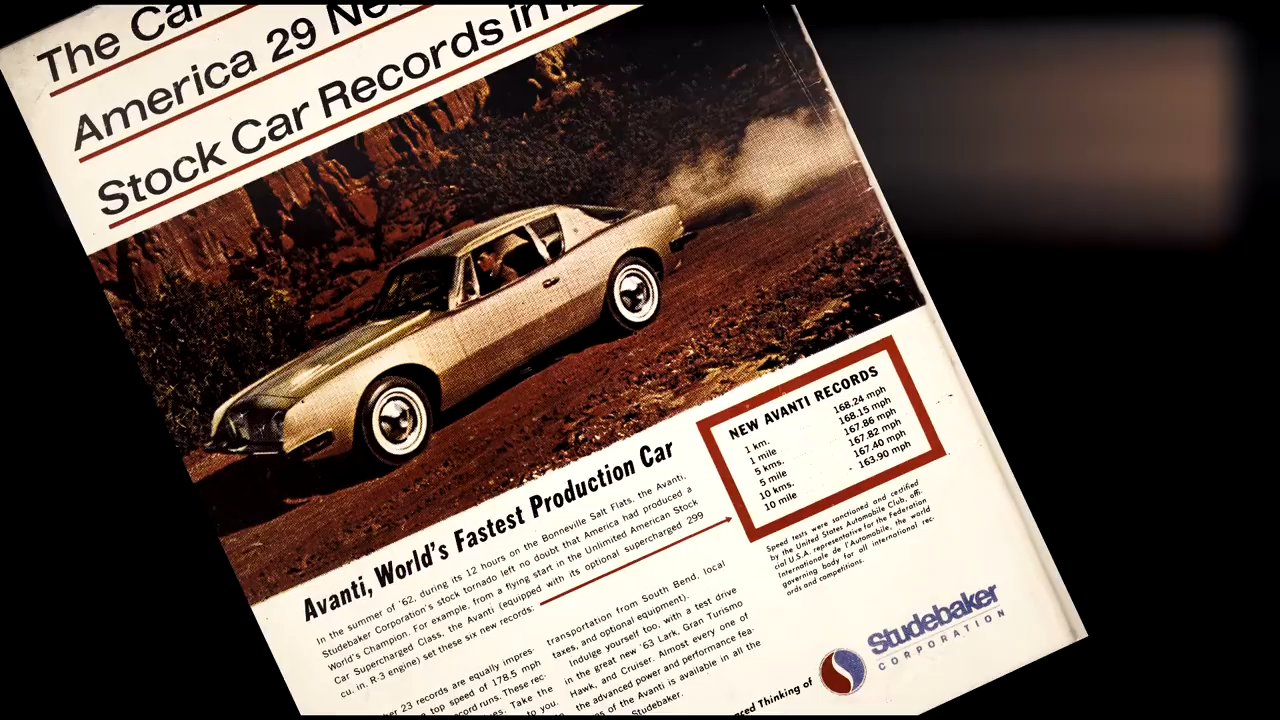 The Car
America 29
Stock Car Records in
NEW AVANTI RECORDS
1 km. 168.24 mph
1 mile 168.15 mph
5 kms. 167.86 mph
5 mile 167.82 mph
10 kms. 167.40 mph
10 mile 163.90 mph
Avanti, World's Fastest Production Car
In the summer of '62, during its 12 hours on the Bonneville Salt Flats, the Avanti,
Studebaker Corporation's stock tornado left no doubt that America had produced a
World's Champion. For example, from a flying start in the Unlimited American Stock
Car Supercharged Class, the Avanti (equipped with its optional supercharged 299
cu. in. R-3 engine) set these six new records:
23 records are equally
top speed of 178.5 mph
runs. These
Take the
to you.
transportation from South Bend, local
taxes, and optional equipment).
Indulge yourself too, with a test drive
in the great new '63 Lark, Gran Turismo
Hawk, and Cruiser. Almost every one of
the advanced power and performance fea-
of the Avanti is available in all the
Studebaker.
Speed tests were sanctioned and certified
by the United States Automobile Club, offi-
cial U.S.A. representative for the Federation
Internationale de l'Automobile, the world
governing body for all international rec-
ords and competitions.
Thinking of
Studebaker
CORPORATION